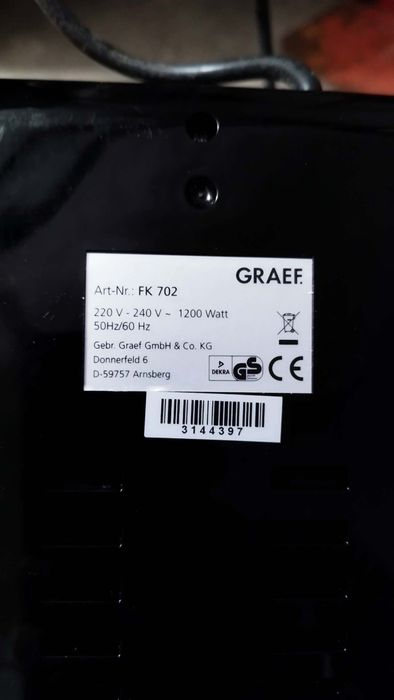 GRAEF.
Art-Nr.: FK 702
220 V - 240 V ~ 1200 Watt
50Hz/60 Hz
Gebr. Graef GmbH & Co. KG
Donnerfeld 6
D-59757 Arnsberg
DEKRA GS CE
3144397